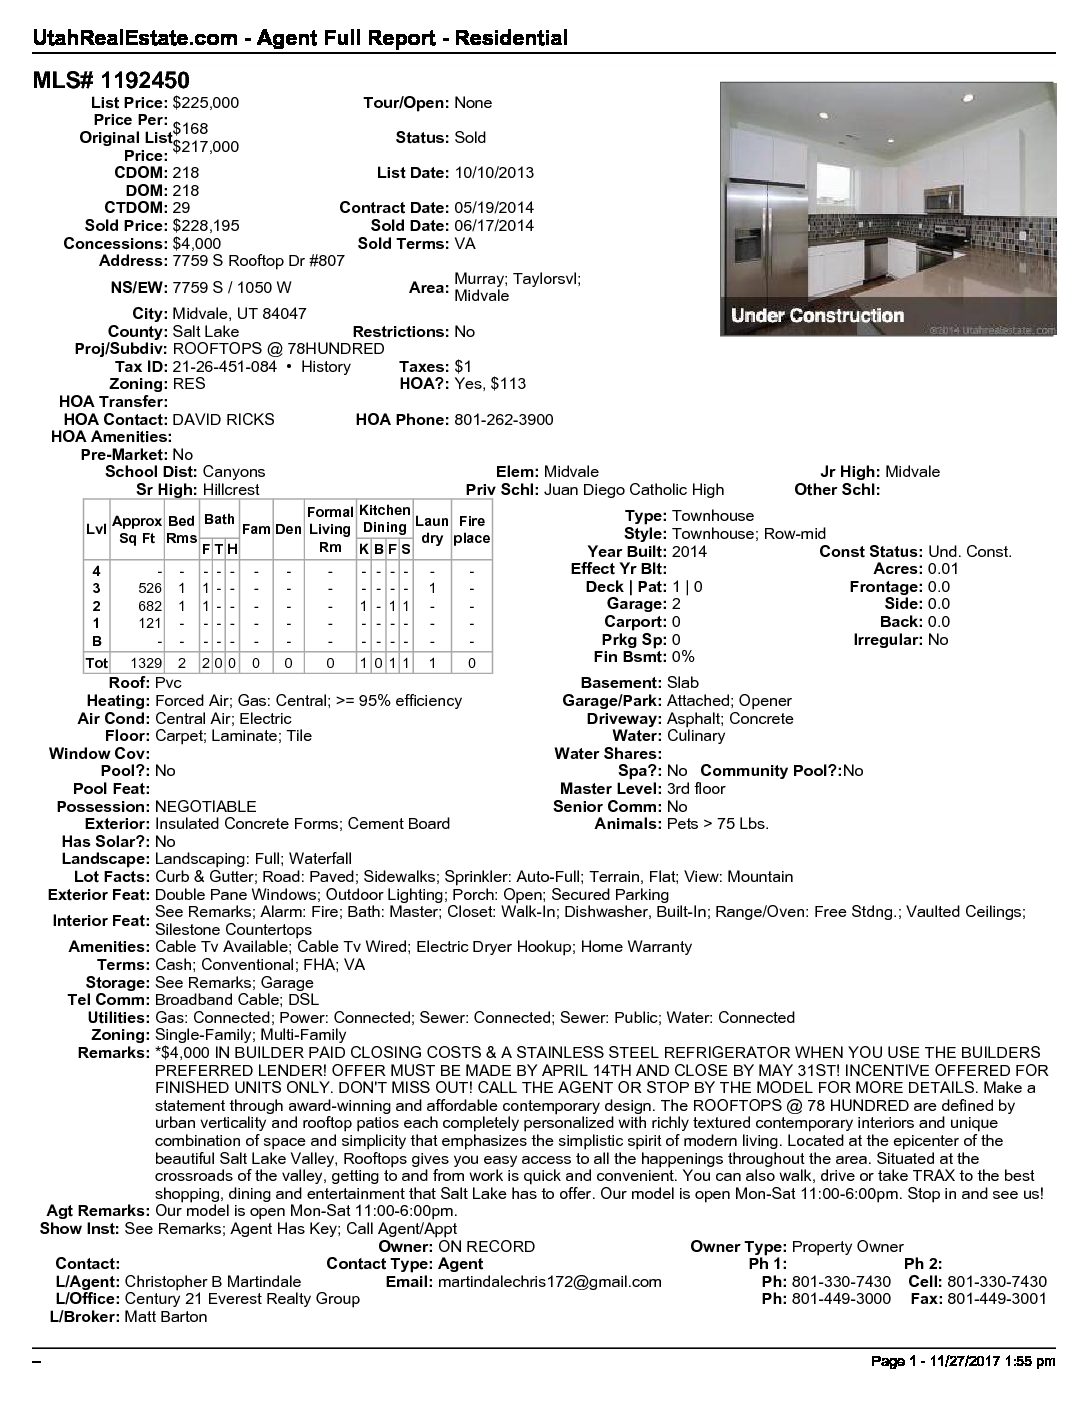 UtahRealEstate.com - Agent Full Report - Residential
MLS# 1192450
List Price: $225,000 Tour/Open: None
Price Per: $168
Original List Price: $217,000 Status: Sold
CDOM: 218 List Date: 10/10/2013
DOM: 218
CTDOM: 29 Contract Date: 05/19/2014
Sold Price: $228,195 Sold Date: 06/17/2014
Concessions: $4,000 Sold Terms: VA
Address: 7759 S Rooftop Dr #807
NS/EW: 7759 S / 1050 W Area: Murray; Taylorsvl; Midvale
City: Midvale, UT 84047
County: Salt Lake Restrictions: No
Proj/Subdiv: ROOFTOPS @ 78HUNDRED
Tax ID: 21-26-451-084 • History Taxes: $1
Zoning: RES HOA?: Yes, $113
HOA Transfer:
HOA Contact: DAVID RICKS HOA Phone: 801-262-3900
HOA Amenities:
Pre-Market: No
Under Construction
©2014 Utahrealestate.com
School Dist: Canyons Elem: Midvale Jr High: Midvale
Sr High: Hillcrest Priv Schl: Juan Diego Catholic High Other Schl:
Lvl Approx Sq Ft Bed Rms Bath F T H Fam Den Formal Living Rm Kitchen Dining K B F S Laun dry Fire place
4 - - - - - - - - - - - - - -
3 526 1 1 - - - - - - - - - 1 -
2 682 1 1 - - - - - 1 - 1 1 - -
1 121 - - - - - - - - - - - - -
B - - - - - - - - - - - - - -
Tot 1329 2 2 0 0 0 0 0 1 0 1 1 1 0
Type: Townhouse
Style: Townhouse; Row-mid
Year Built: 2014 Const Status: Und. Const.
Effect Yr Blt: Acres: 0.01
Deck | Pat: 1 | 0 Frontage: 0.0
Garage: 2 Side: 0.0
Carport: 0 Back: 0.0
Prkg Sp: 0 Irregular: No
Fin Bsmt: 0%
Roof: Pvc Basement: Slab
Heating: Forced Air; Gas: Central; >= 95% efficiency Garage/Park: Attached; Opener
Air Cond: Central Air; Electric Driveway: Asphalt; Concrete
Floor: Carpet; Laminate; Tile Water: Culinary
Window Cov: Water Shares:
Pool?: No Spa?: No Community Pool?:No
Pool Feat: Master Level: 3rd floor
Possession: NEGOTIABLE Senior Comm: No
Exterior: Insulated Concrete Forms; Cement Board Animals: Pets > 75 Lbs.
Has Solar?: No
Landscape: Landscaping: Full; Waterfall
Lot Facts: Curb & Gutter; Road: Paved; Sidewalks; Sprinkler: Auto-Full; Terrain, Flat; View: Mountain
Exterior Feat: Double Pane Windows; Outdoor Lighting; Porch: Open; Secured Parking
Interior Feat: See Remarks; Alarm: Fire; Bath: Master; Closet: Walk-In; Dishwasher, Built-In; Range/Oven: Free Stdng.; Vaulted Ceilings;
Silestone Countertops
Amenities: Cable Tv Available; Cable Tv Wired; Electric Dryer Hookup; Home Warranty
Terms: Cash; Conventional; FHA; VA
Storage: See Remarks; Garage
Tel Comm: Broadband Cable; DSL
Utilities: Gas: Connected; Power: Connected; Sewer: Connected; Sewer: Public; Water: Connected
Zoning: Single-Family; Multi-Family
Remarks: *$4,000 IN BUILDER PAID CLOSING COSTS & A STAINLESS STEEL REFRIGERATOR WHEN YOU USE THE BUILDERS
PREFERRED LENDER! OFFER MUST BE MADE BY APRIL 14TH AND CLOSE BY MAY 31ST! INCENTIVE OFFERED FOR
FINISHED UNITS ONLY. DON'T MISS OUT! CALL THE AGENT OR STOP BY THE MODEL FOR MORE DETAILS. Make a
statement through award-winning and affordable contemporary design. The ROOFTOPS @ 78 HUNDRED are defined by
urban verticality and rooftop patios each completely personalized with richly textured contemporary interiors and unique
combination of space and simplicity that emphasizes the simplistic spirit of modern living. Located at the epicenter of the
beautiful Salt Lake Valley, Rooftops gives you easy access to all the happenings throughout the area. Situated at the
crossroads of the valley, getting to and from work is quick and convenient. You can also walk, drive or take TRAX to the best
shopping, dining and entertainment that Salt Lake has to offer. Our model is open Mon-Sat 11:00-6:00pm. Stop in and see us!
Agt Remarks: Our model is open Mon-Sat 11:00-6:00pm.
Show Inst: See Remarks; Agent Has Key; Call Agent/Appt
Owner: ON RECORD Owner Type: Property Owner
Contact: Contact Type: Agent Ph 1: Ph 2:
L/Agent: Christopher B Martindale Email: martindalechris172@gmail.com Ph: 801-330-7430 Cell: 801-330-7430
L/Office: Century 21 Everest Realty Group Ph: 801-449-3000 Fax: 801-449-3001
L/Broker: Matt Barton
– Page 1 - 11/27/2017 1:55 pm